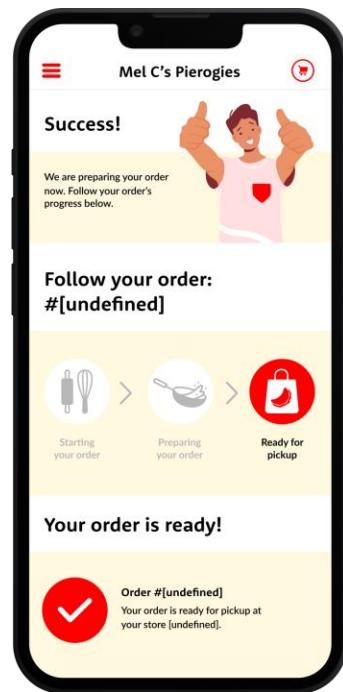 Mel C's Pierogies
Success!
We are preparing your order
now. Follow your order's
progress below.
Follow your order:
#[undefined]
Starting
your order
Preparing
your order
Ready for
pickup
Your order is ready!
Order #[undefined]
Your order is ready for pickup at
your store [undefined].